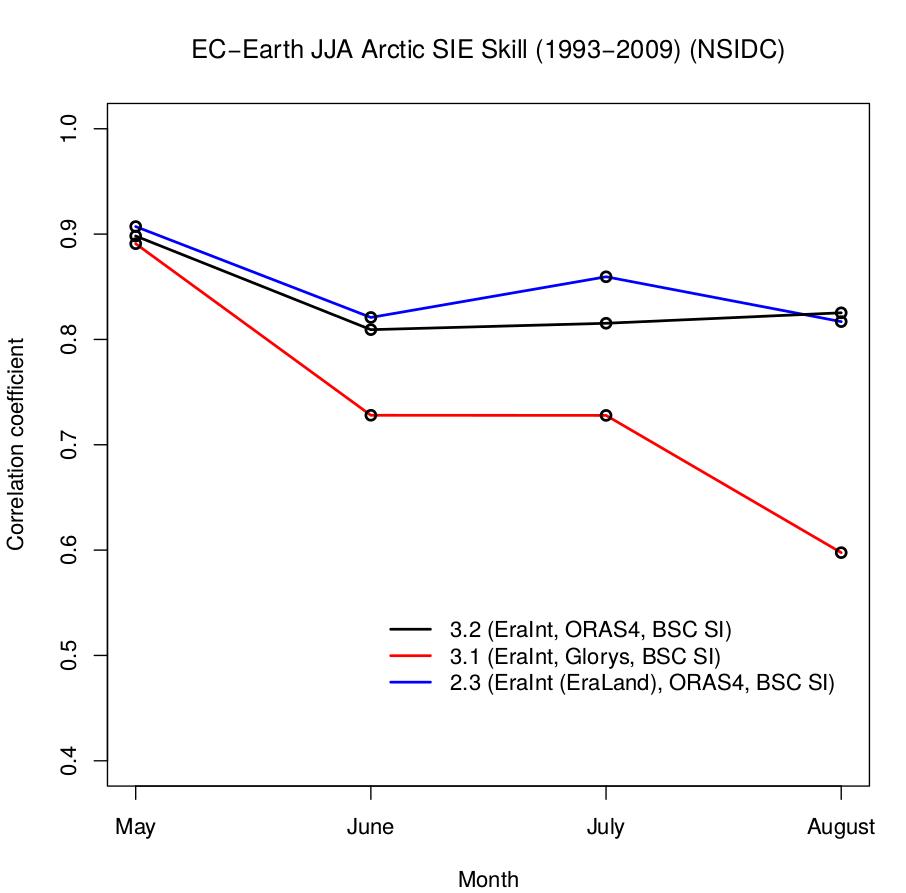 EC−Earth JJA Arctic SIE Skill (1993−2009) (NSIDC)
Correlation coefficient
1.0
0.9
0.8
0.7
0.6
0.5
0.4
3.2 (EraInt, ORAS4, BSC SI)
3.1 (EraInt, Glorys, BSC SI)
2.3 (EraInt (EraLand), ORAS4, BSC SI)
May June July August
Month